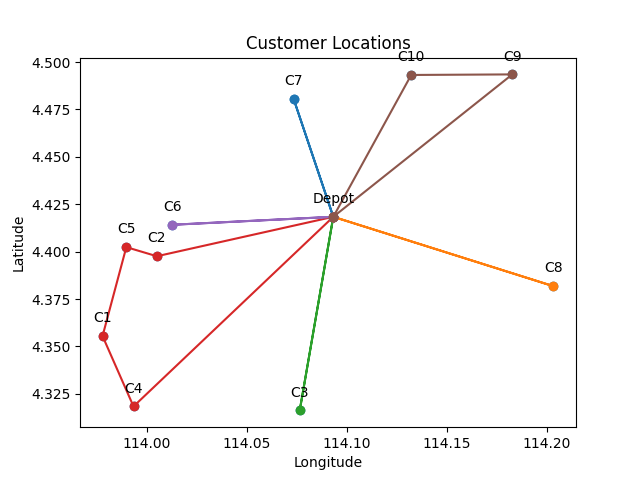 Customer Locations
4.500
4.475
4.450
4.425
4.400
4.375
4.350
4.325
Latitude
C10
C9
C7
Depot
C6
C5
C2
C8
C1
C4
C3
114.00
114.05
114.10
114.15
114.20
Longitude